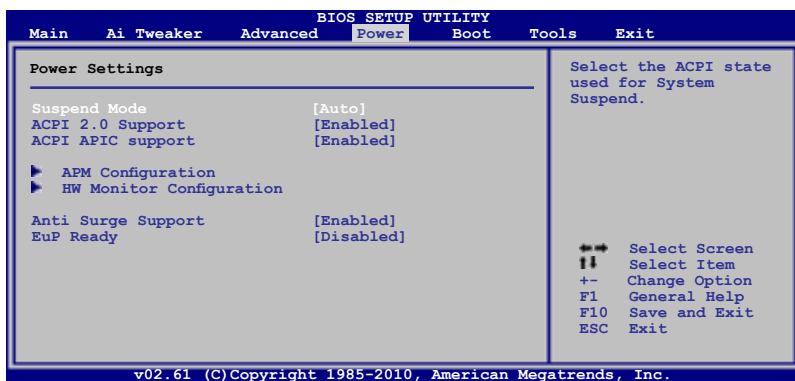 BIOS SETUP UTILITY
Main Ai Tweaker Advanced Power Boot Tools Exit
Power Settings
Suspend Mode [Auto]
ACPI 2.0 Support [Enabled]
ACPI APIC support [Enabled]
APM Configuration
HW Monitor Configuration
Anti Surge Support [Enabled]
EuP Ready [Disabled]
Select the ACPI state
used for System
Suspend.
Select Screen
Select Item
+- Change Option
F1 General Help
F10 Save and Exit
ESC Exit
v02.61 (C)Copyright 1985-2010, American Megatrends, Inc.